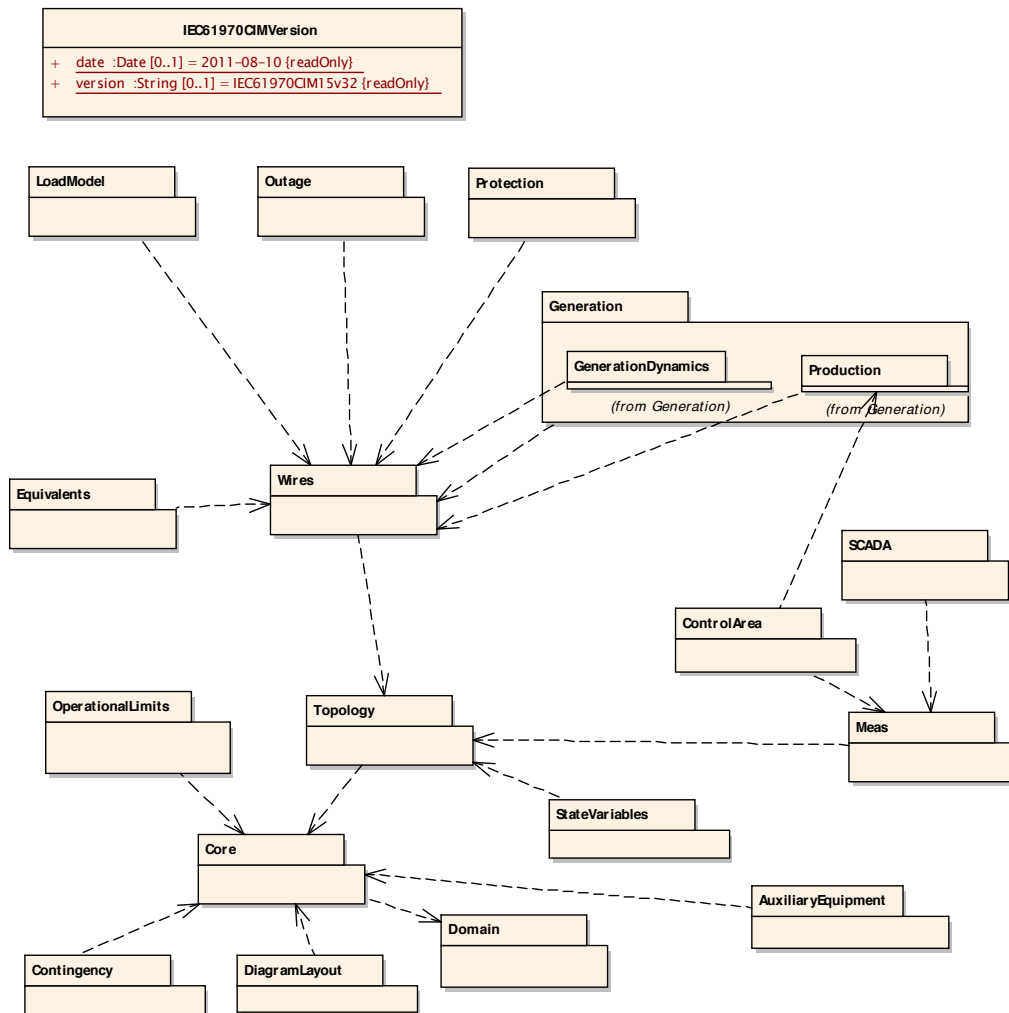 IEC61970CIMVersion
+ date :Date [0..1] = 2011-08-10 {readOnly}
+ version :String [0..1] = IEC61970CIM15v32 {readOnly}
LoadModel
Outage
Protection
Generation
GenerationDynamics
(from Generation)
Production
(from Generation)
Wires
Equivalents
SCADA
ControlArea
OperationalLimits
Topology
Meas
StateVariables
Core
AuxiliaryEquipment
Domain
Contingency
DiagramLayout